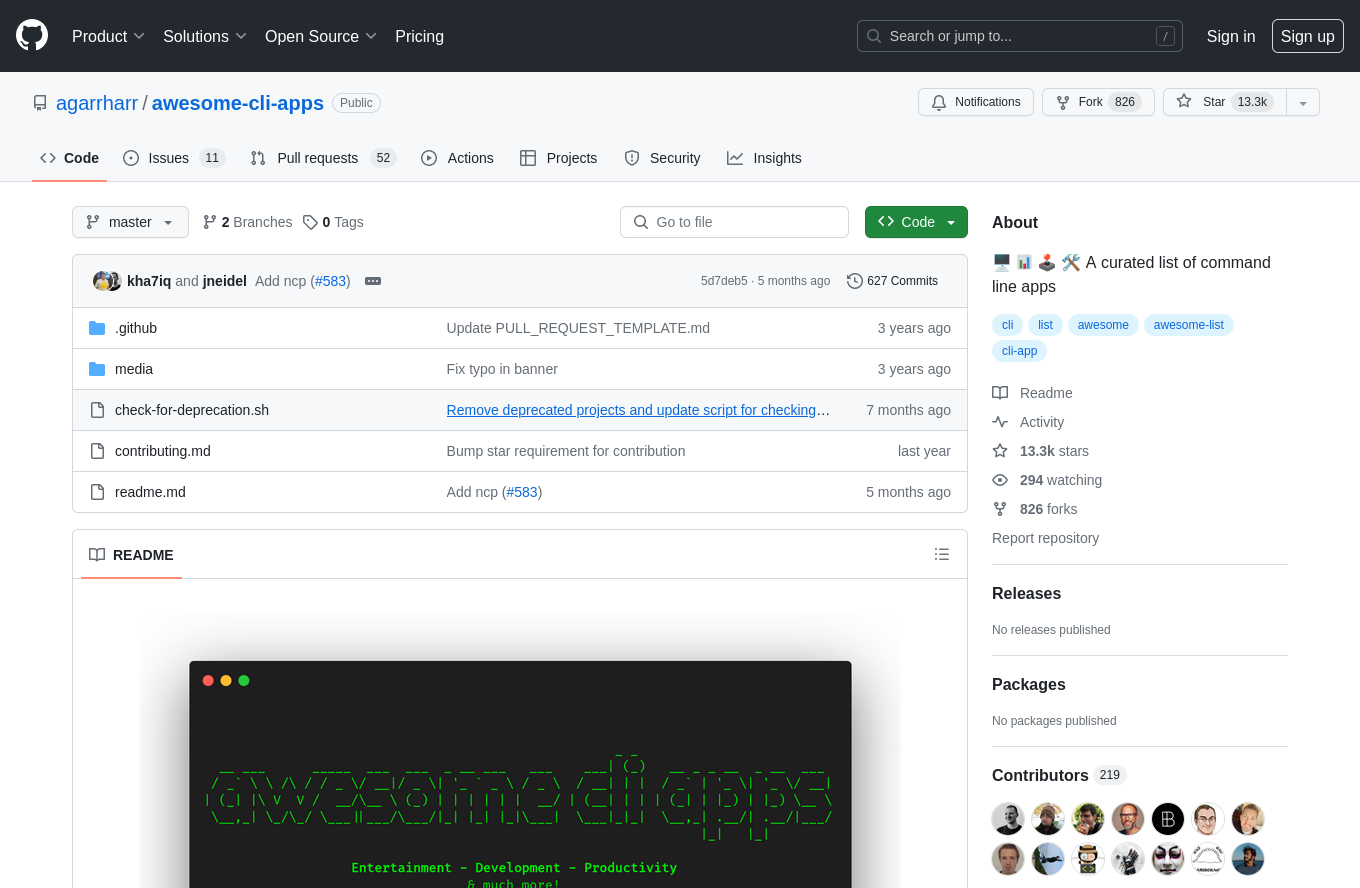 Product Solutions Open Source Pricing Search or jump to... / Sign in Sign up
agarrharr / awesome-cli-apps Public Notifications Fork 826 Star 13.3k
Code Issues 11 Pull requests 52 Actions Projects Security Insights
master 2 Branches 0 Tags Go to file Code
kha7iq and jneidel Add ncp (#583) 5d7deb5 · 5 months ago 627 Commits
.github Update PULL_REQUEST_TEMPLATE.md 3 years ago
media Fix typo in banner 3 years ago
check-for-deprecation.sh Remove deprecated projects and update script for checking… 7 months ago
contributing.md Bump star requirement for contribution last year
readme.md Add ncp (#583) 5 months ago
README
awesome cli apps
Entertainment - Development - Productivity
& much more!
About
A curated list of command
line apps
cli list awesome awesome-list
cli-app
Readme
Activity
13.3k stars
294 watching
826 forks
Report repository
Releases
No releases published
Packages
No packages published
Contributors 219